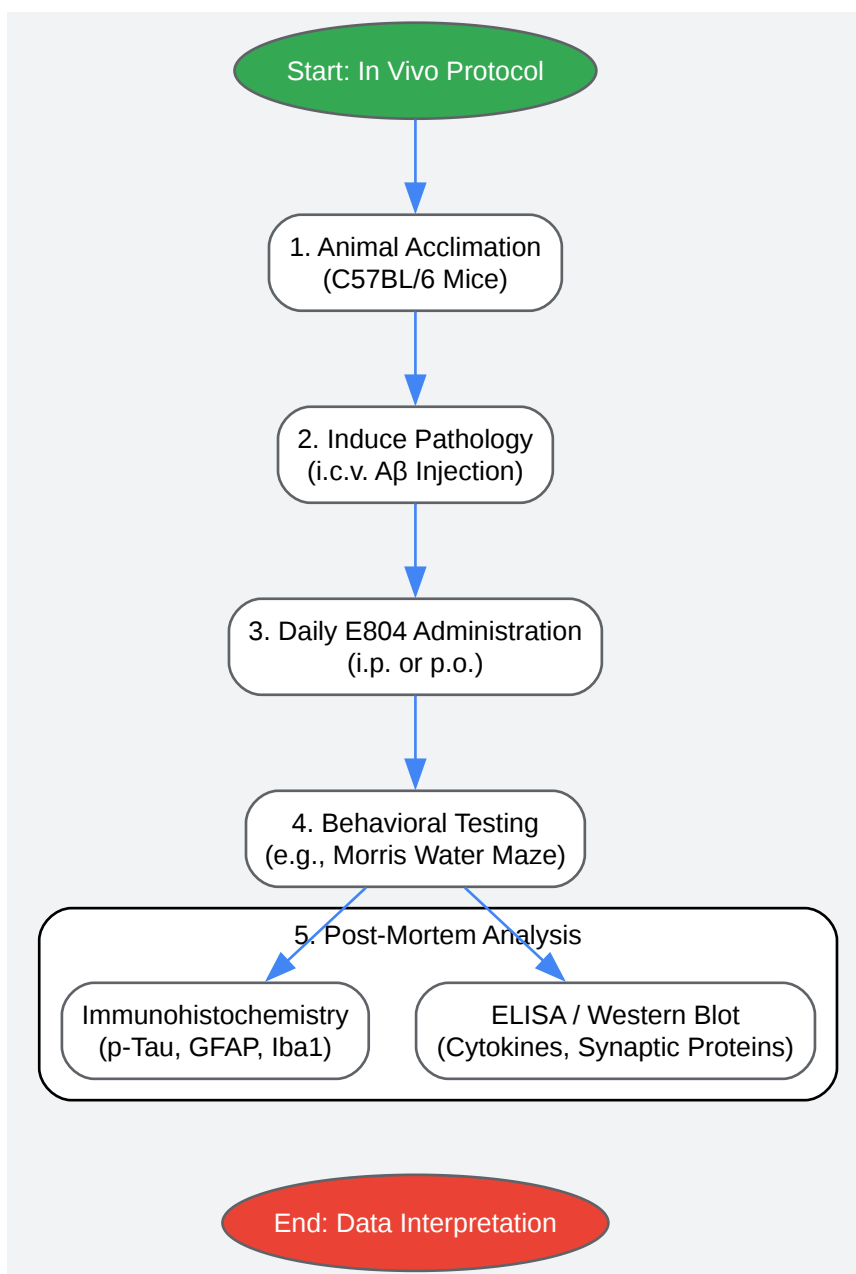 Start: In Vivo Protocol
1. Animal Acclimation
(C57BL/6 Mice)
2. Induce Pathology
(i.c.v. Aβ Injection)
3. Daily E804 Administration
(i.p. or p.o.)
4. Behavioral Testing
(e.g., Morris Water Maze)
5. Post-Mortem Analysis
Immunohistochemistry
(p-Tau, GFAP, Iba1)
ELISA / Western Blot
(Cytokines, Synaptic Proteins)
End: Data Interpretation